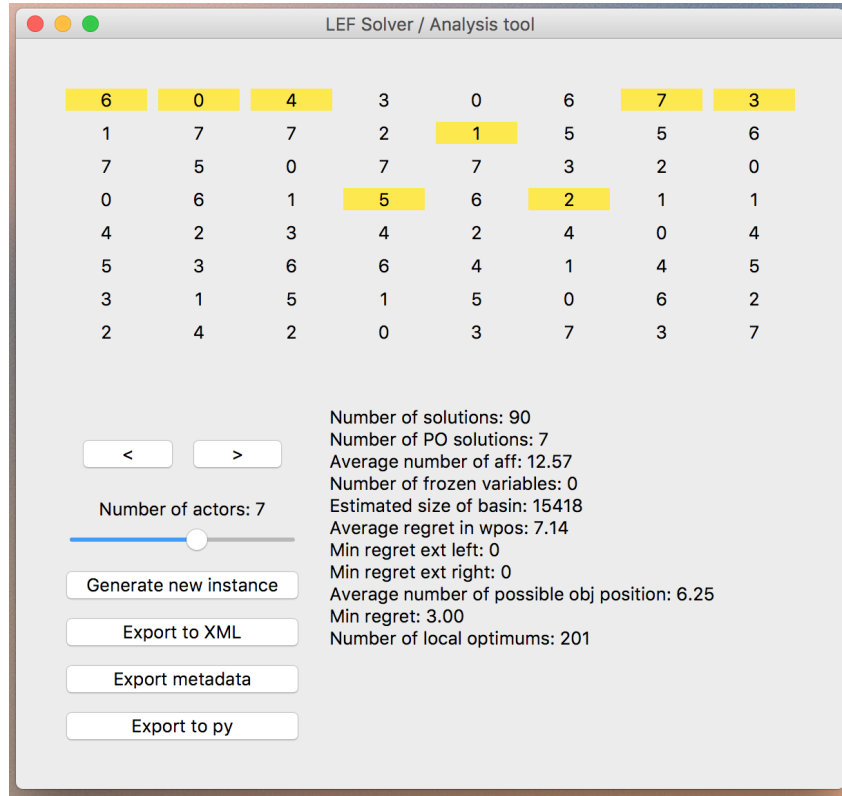 LEF Solver / Analysis tool
6 0 4 3 0 6 7 3
1 7 7 2 1 5 5 6
7 5 0 7 7 3 2 0
0 6 1 5 6 2 1 1
4 2 3 4 2 4 0 4
5 3 6 6 4 1 4 5
3 1 5 1 5 0 6 2
2 4 2 0 3 7 3 7
< >
Number of actors: 7
Generate new instance
Export to XML
Export metadata
Export to py
Number of solutions: 90
Number of PO solutions: 7
Average number of aff: 12.57
Number of frozen variables: 0
Estimated size of basin: 15418
Average regret in wpos: 7.14
Min regret ext left: 0
Min regret ext right: 0
Average number of possible obj position: 6.25
Min regret: 3.00
Number of local optimums: 201